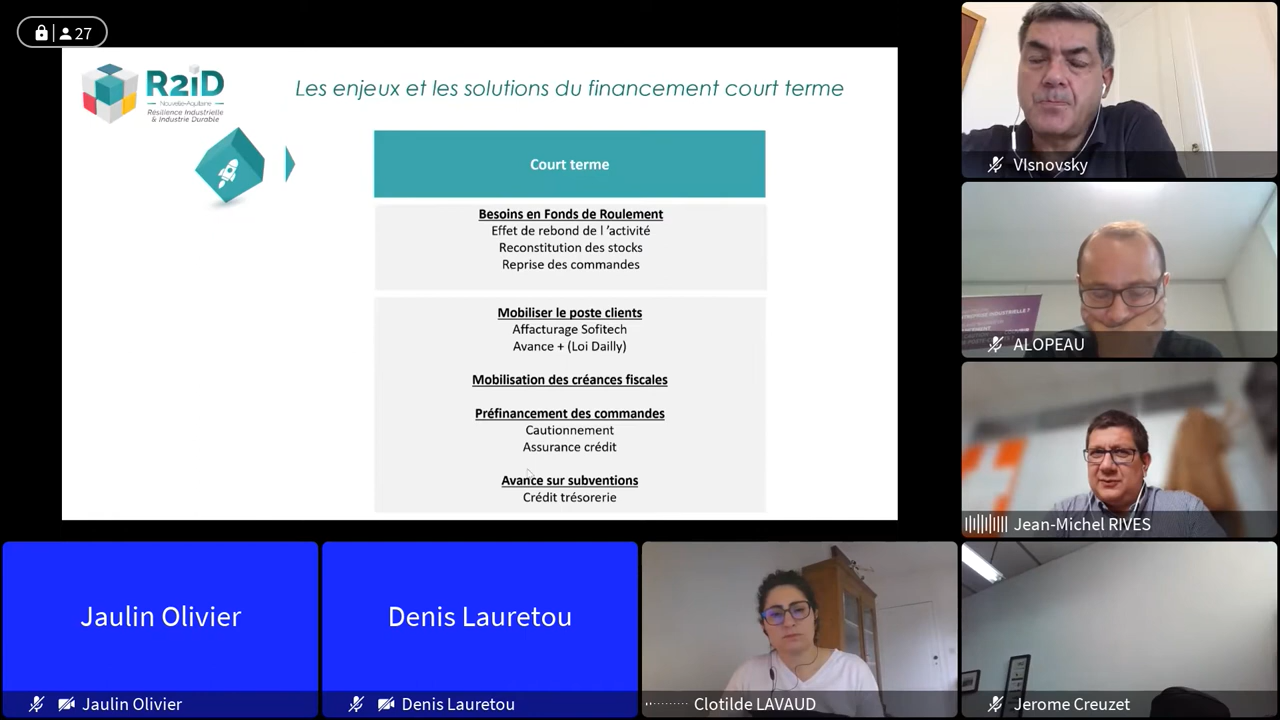 27
R2iD
Nouvelle-Aquitaine
Résilience Industrielle
& Industrie Durable
Les enjeux et les solutions du financement court terme
Court terme
Besoins en Fonds de Roulement
Effet de rebond de l ’activité
Reconstitution des stocks
Reprise des commandes
Mobiliser le poste clients
Affacturage Sofitech
Avance + (Loi Dailly)
Mobilisation des créances fiscales
Préfinancement des commandes
Cautionnement
Assurance crédit
Avance sur subventions
Crédit trésorerie
VIsnovsky
ALOPEAU
Jean-Michel RIVES
Jaulin Olivier
Jaulin Olivier
Denis Lauretou
Denis Lauretou
Clotilde LAVAUD
Jerome Creuzet